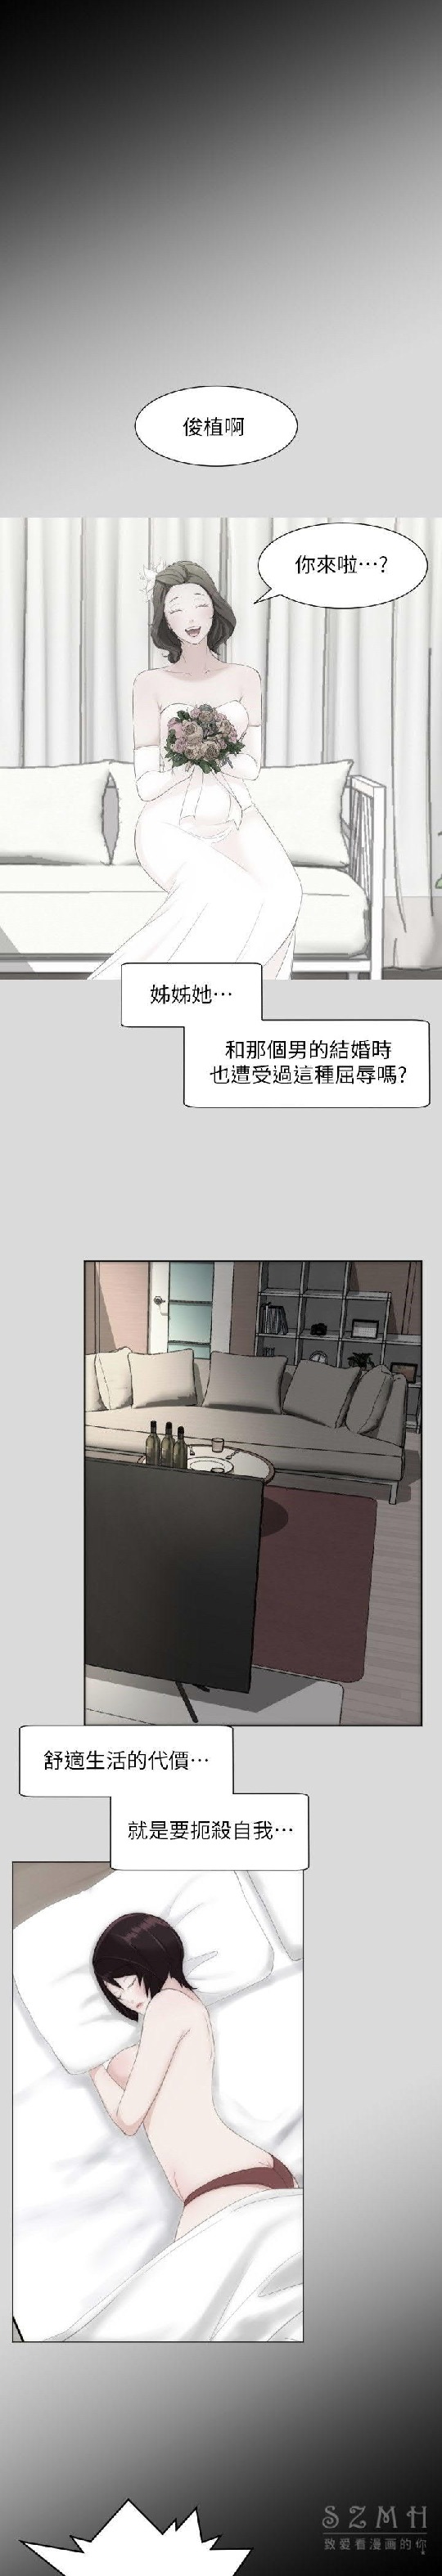 俊植啊
你來啦⋯?
姊姊她⋯
和那個男的結婚時
也遭受過這種屈辱嗎?
舒適生活的代價⋯
就是要扼殺自我⋯
SZMH
致愛看漫画的你